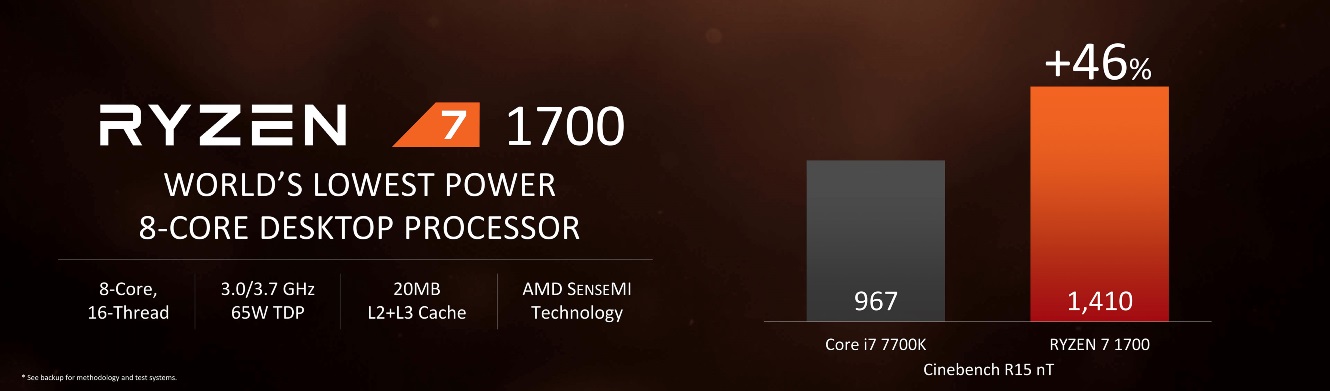 RYZEN 7 1700
WORLD'S LOWEST POWER
8-CORE DESKTOP PROCESSOR
8-Core,
16-Thread
3.0/3.7 GHz
65W TDP
20MB
L2+L3 Cache
AMD SENSEMI
Technology
* See backup for methodology and test systems.
+46%
967
1,410
Core i7 7700K
RYZEN 7 1700
Cinebench R15 nT